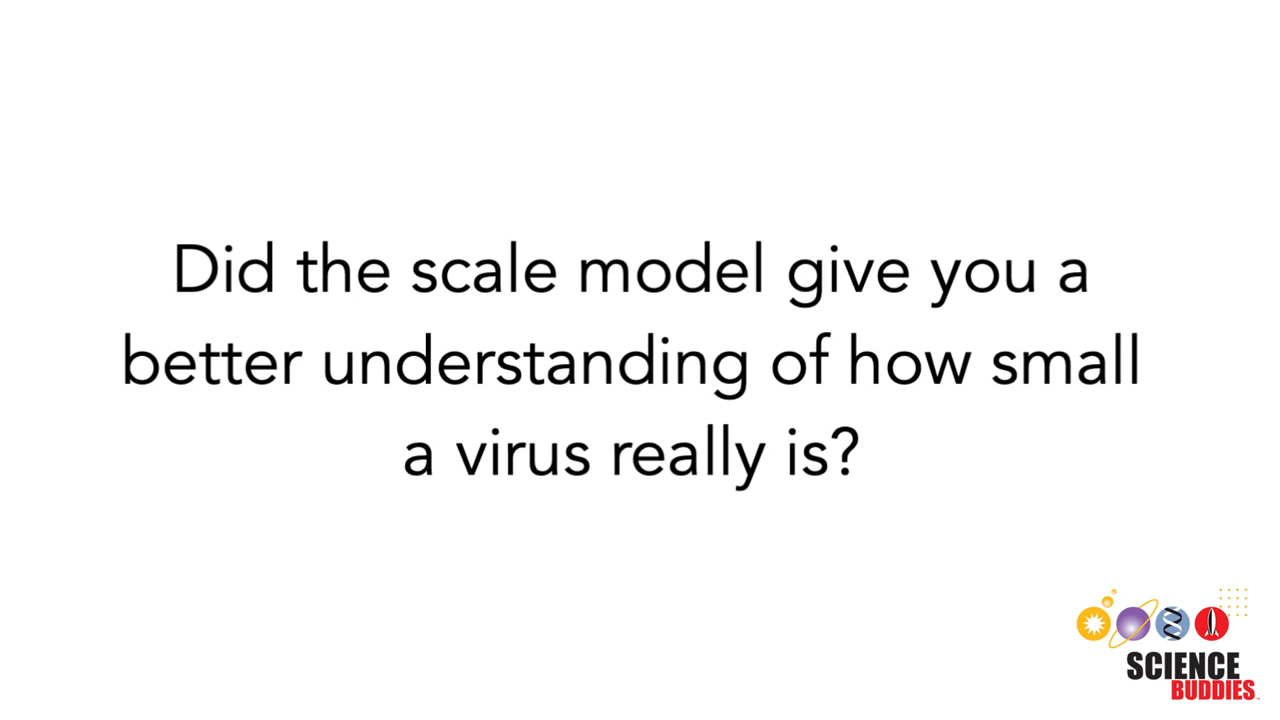 Did the scale model give you a
better understanding of how small
a virus really is?
SCIENCE
BUDDIES